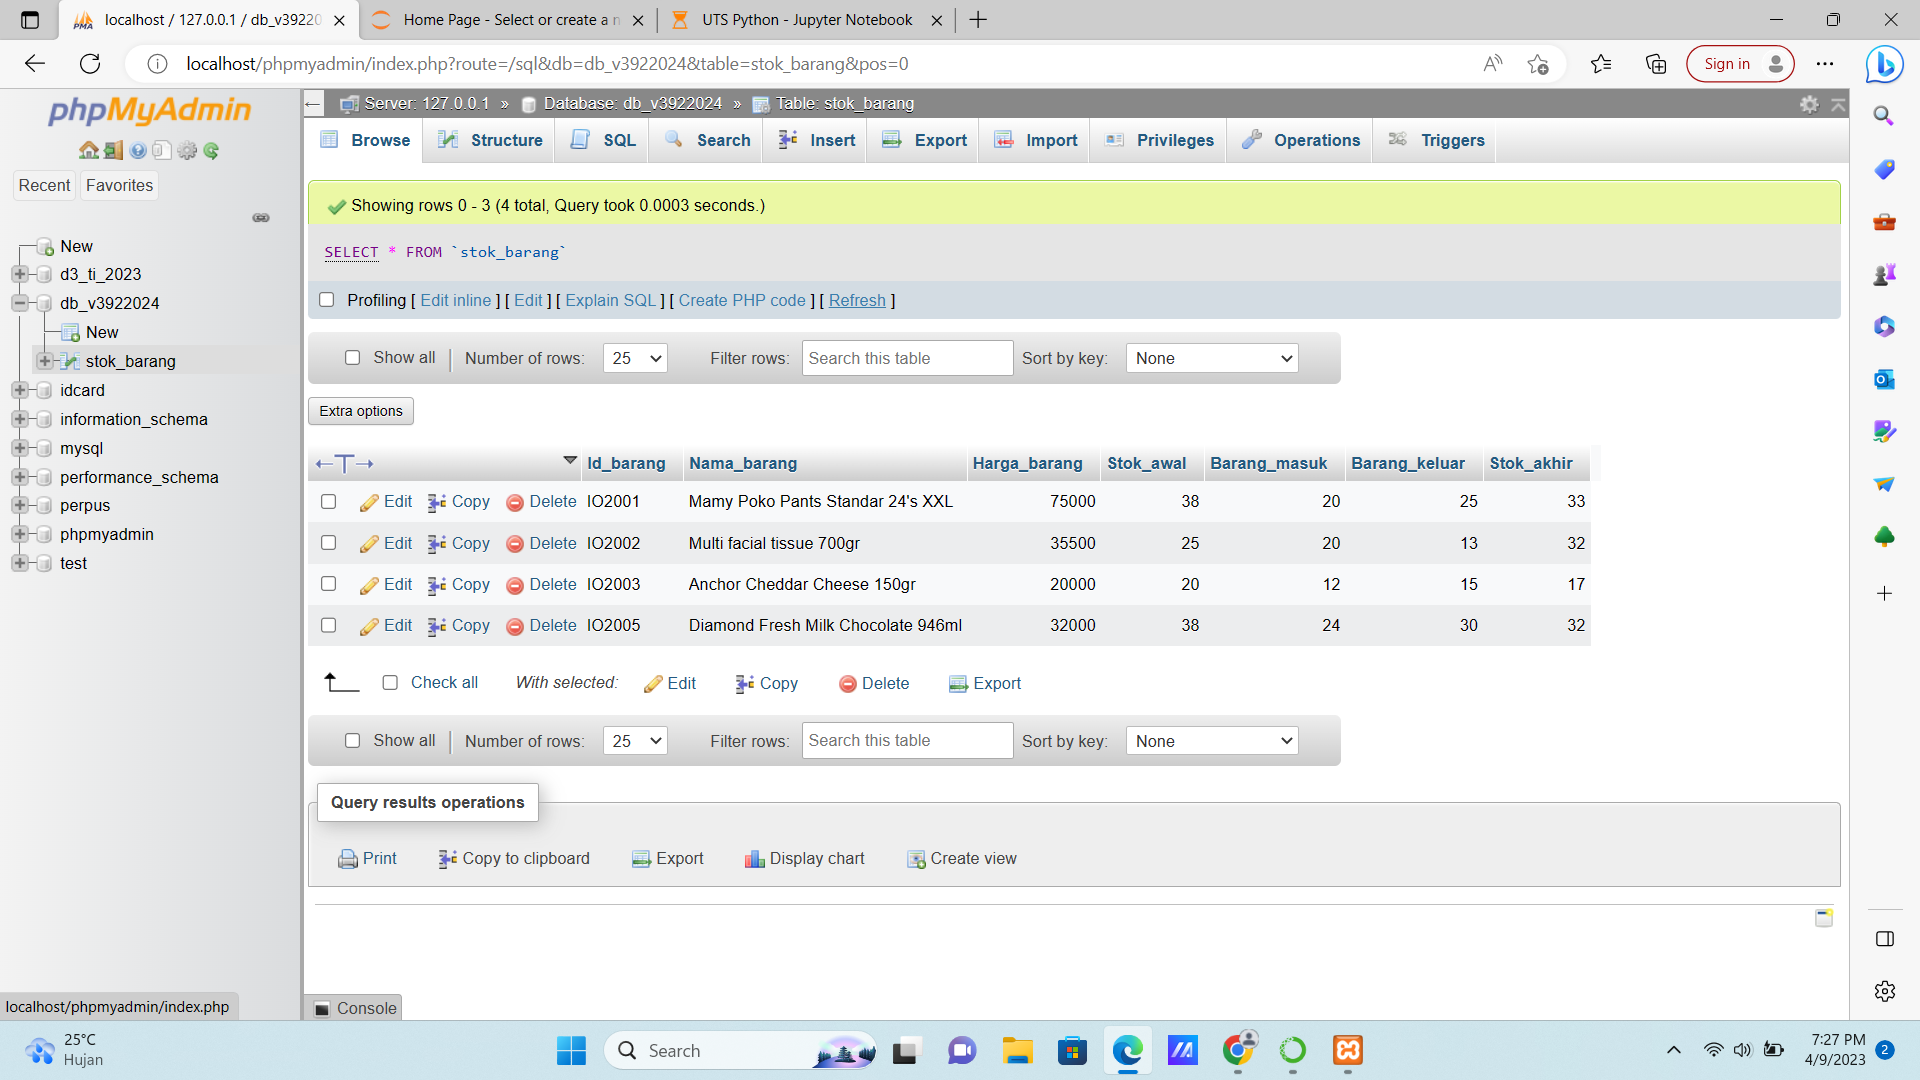 localhost / 127.0.0.1 / db_v39220
Home Page - Select or create a n
UTS Python - Jupyter Notebook
localhost/phpmyadmin/index.php?route=/sql&db=db_v3922024&table=stok_barang&pos=0
Sign in
phpMyAdmin
Recent Favorites
New
d3_ti_2023
db_v3922024
New
stok_barang
idcard
information_schema
mysql
performance_schema
perpus
phpmyadmin
test
Server: 127.0.0.1 » Database: db_v3922024 » Table: stok_barang
Browse Structure SQL Search Insert Export Import Privileges Operations Triggers
Showing rows 0 - 3 (4 total, Query took 0.0003 seconds.)
SELECT * FROM `stok_barang`
Profiling [ Edit inline ] [ Edit ] [ Explain SQL ] [ Create PHP code ] [ Refresh ]
Show all Number of rows: 25 Filter rows: Search this table Sort by key: None
Extra options
Id_barang Nama_barang Harga_barang Stok_awal Barang_masuk Barang_keluar Stok_akhir
Edit Copy Delete IO2001 Mamy Poko Pants Standar 24's XXL 75000 38 20 25 33
Edit Copy Delete IO2002 Multi facial tissue 700gr 35500 25 20 13 32
Edit Copy Delete IO2003 Anchor Cheddar Cheese 150gr 20000 20 12 15 17
Edit Copy Delete IO2005 Diamond Fresh Milk Chocolate 946ml 32000 38 24 30 32
Check all With selected: Edit Copy Delete Export
Show all Number of rows: 25 Filter rows: Search this table Sort by key: None
Query results operations
Print Copy to clipboard Export Display chart Create view
localhost/phpmyadmin/index.php
Console
25°C
Hujan
Search
7:27 PM
4/9/2023
2